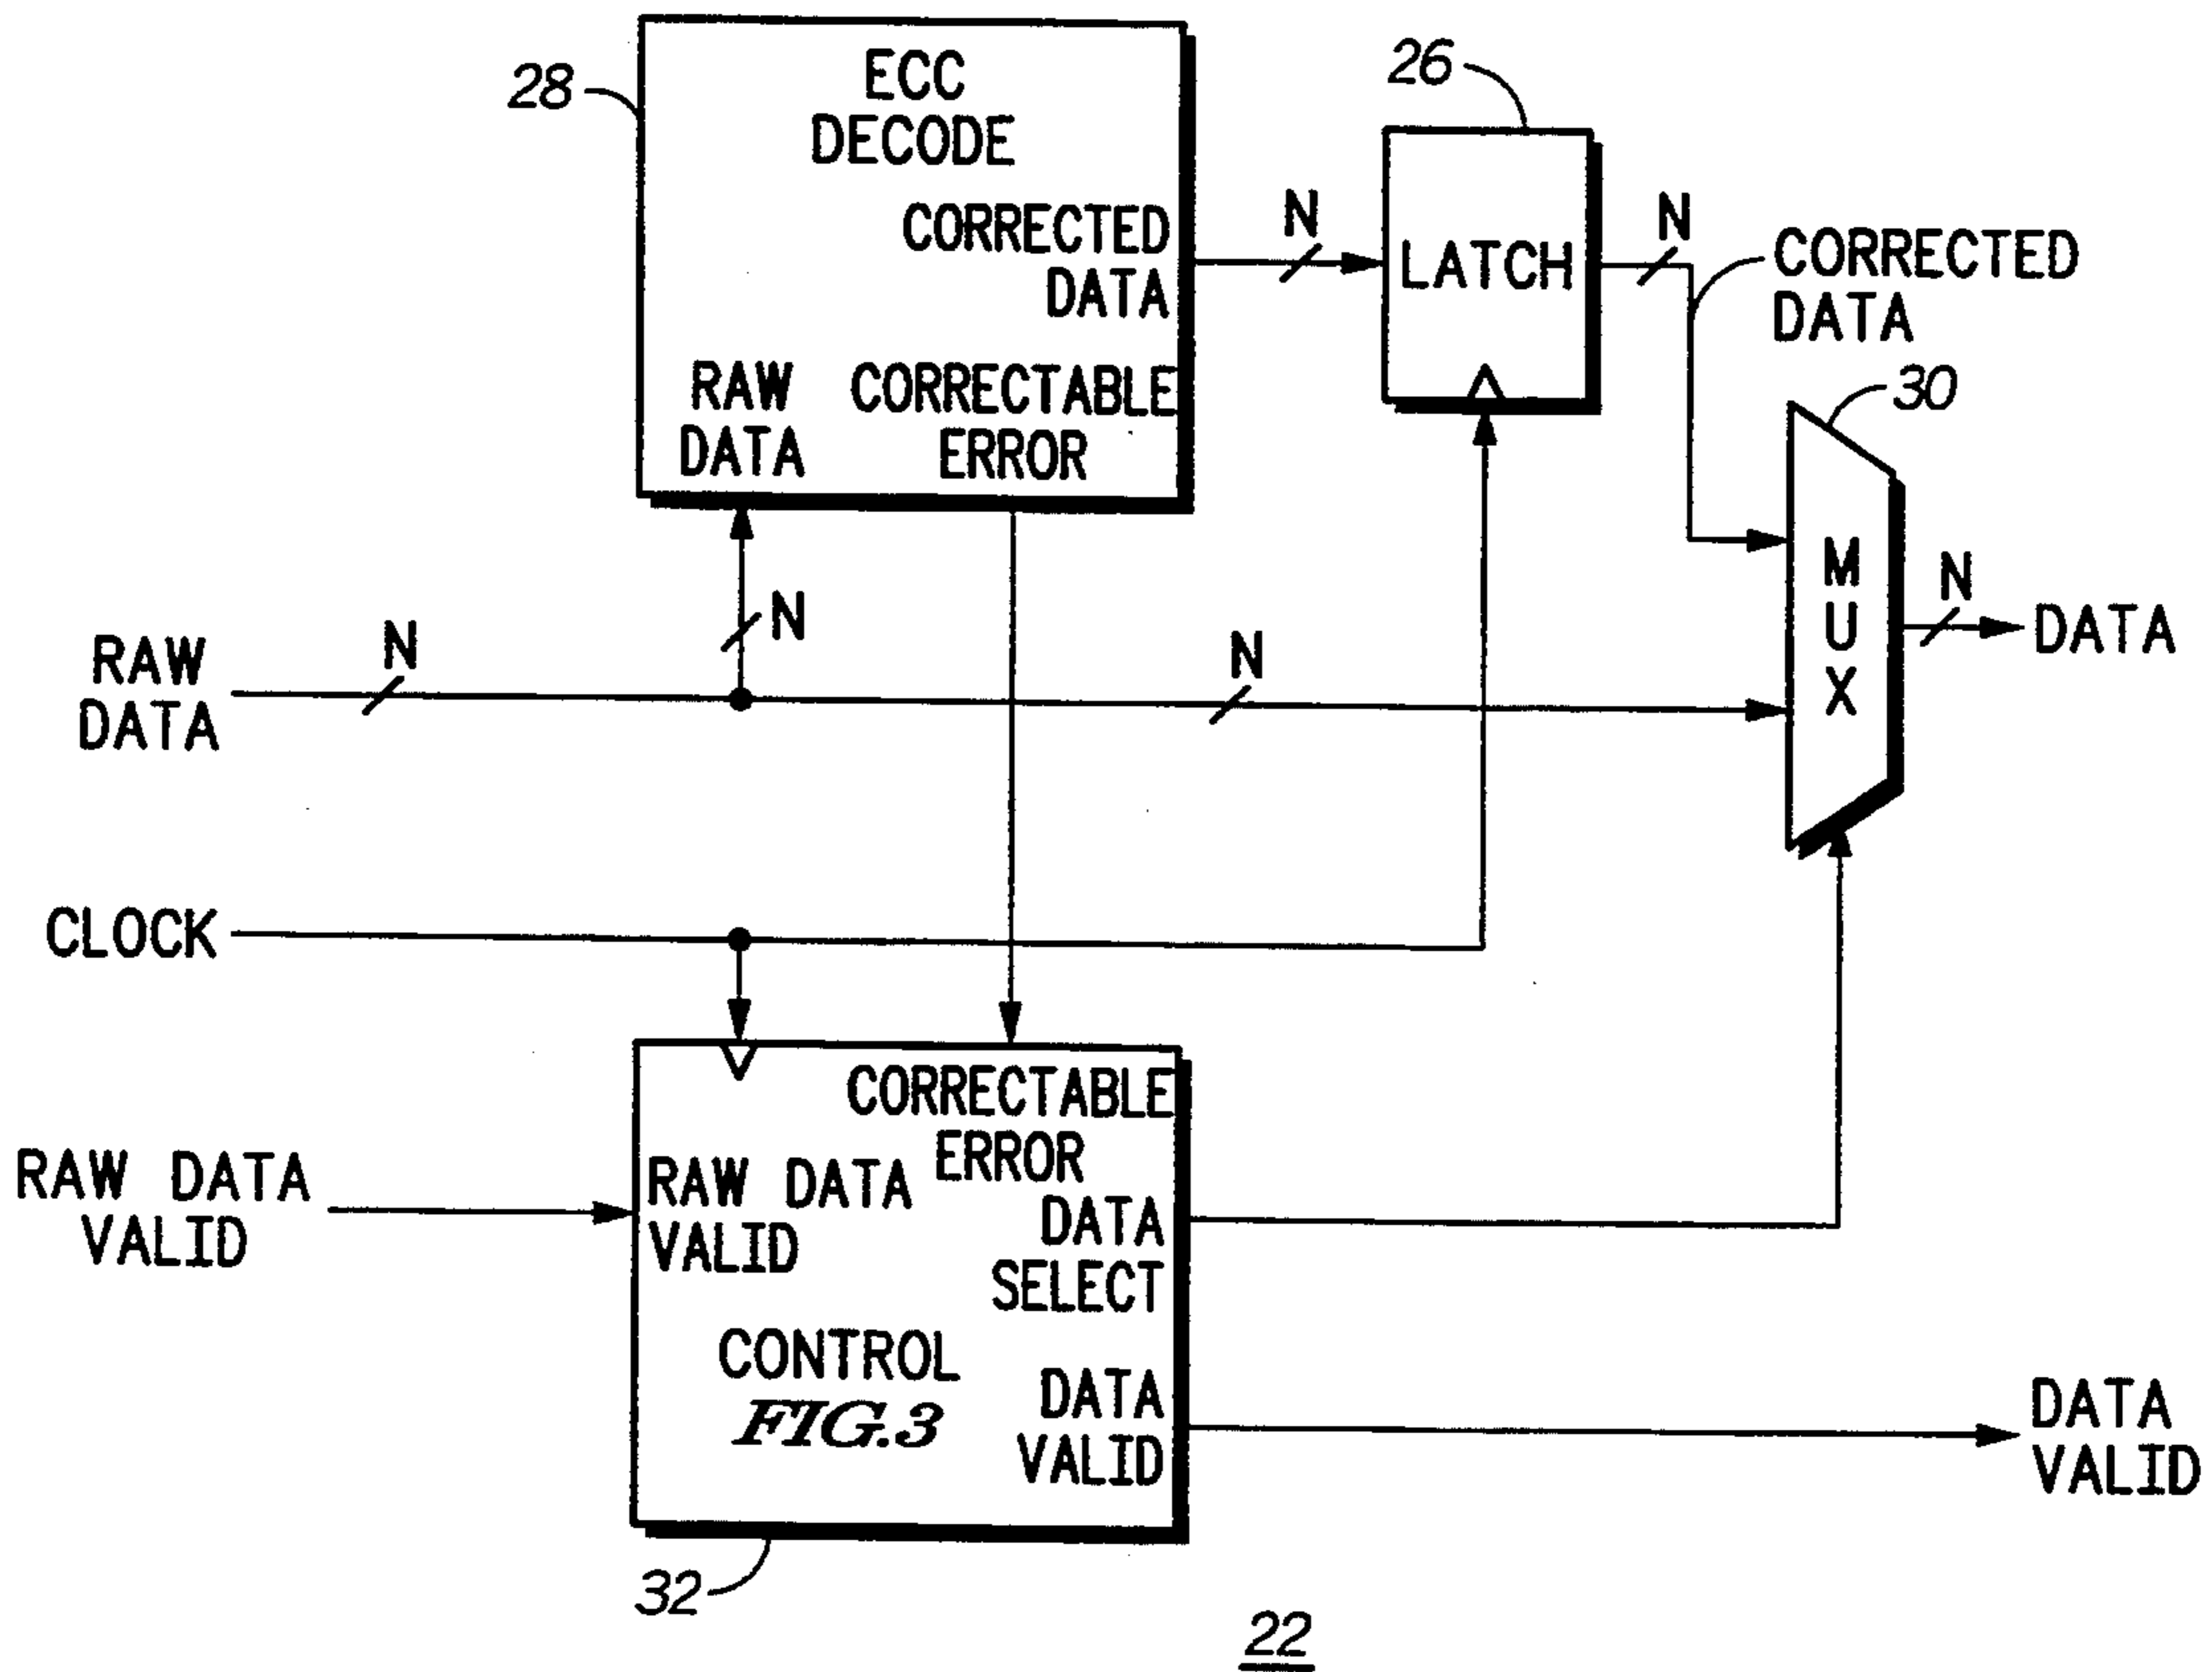 28
ECC
DECODE
CORRECTED
DATA
RAW
DATA
CORRECTABLE
ERROR
26
N
LATCH
N
CORRECTED
DATA
30
MUX
N
DATA
RAW
DATA
N
N
N
CLOCK
RAW DATA
VALID
CORRECTABLE
ERROR
RAW DATA
VALID
DATA
SELECT
CONTROL
FIG.3
DATA
VALID
DATA
VALID
32
22